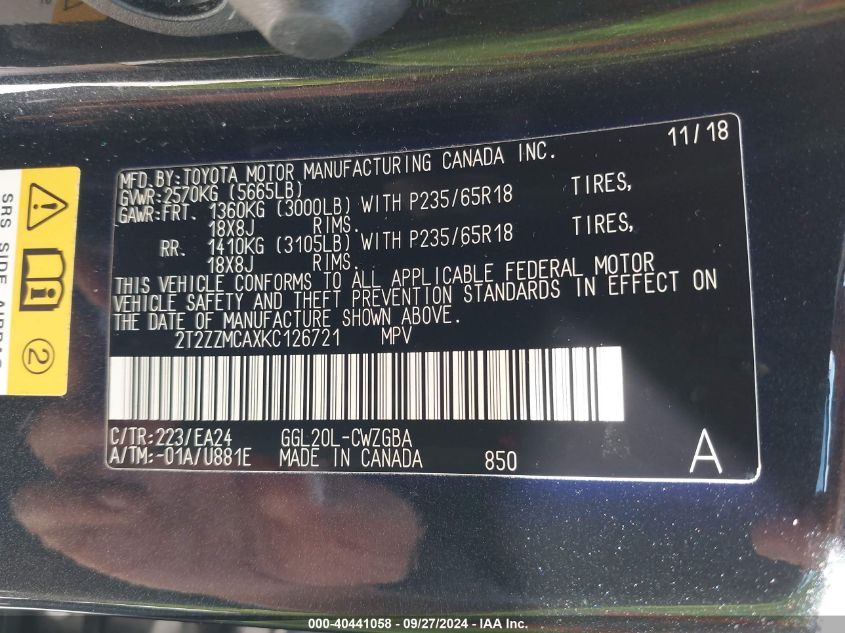 11/18
MFD.BY:TOYOTA MOTOR MANUFACTURING CANADA INC.
GVWR:2570KG (5665LB)
GAWR:FRT. 1360KG (3000LB) WITH P235/65R18 TIRES,
18X8J RIMS.
RR. 1410KG (3105LB) WITH P235/65R18 TIRES,
18X8J RIMS.
THIS VEHICLE CONFORMS TO ALL APPLICABLE FEDERAL MOTOR
VEHICLE SAFETY AND THEFT PREVENTION STANDARDS IN EFFECT ON
THE DATE OF MANUFACTURE SHOWN ABOVE.
2T2ZZMCAXKC126721 MPV
C/TR:223/EA24 GGL20L-CWZGBA
A/TM:-01A/U881E MADE IN CANADA 850 A
SRS SIDE
2
000-40441058 - 09/27/2024 - IAA Inc.